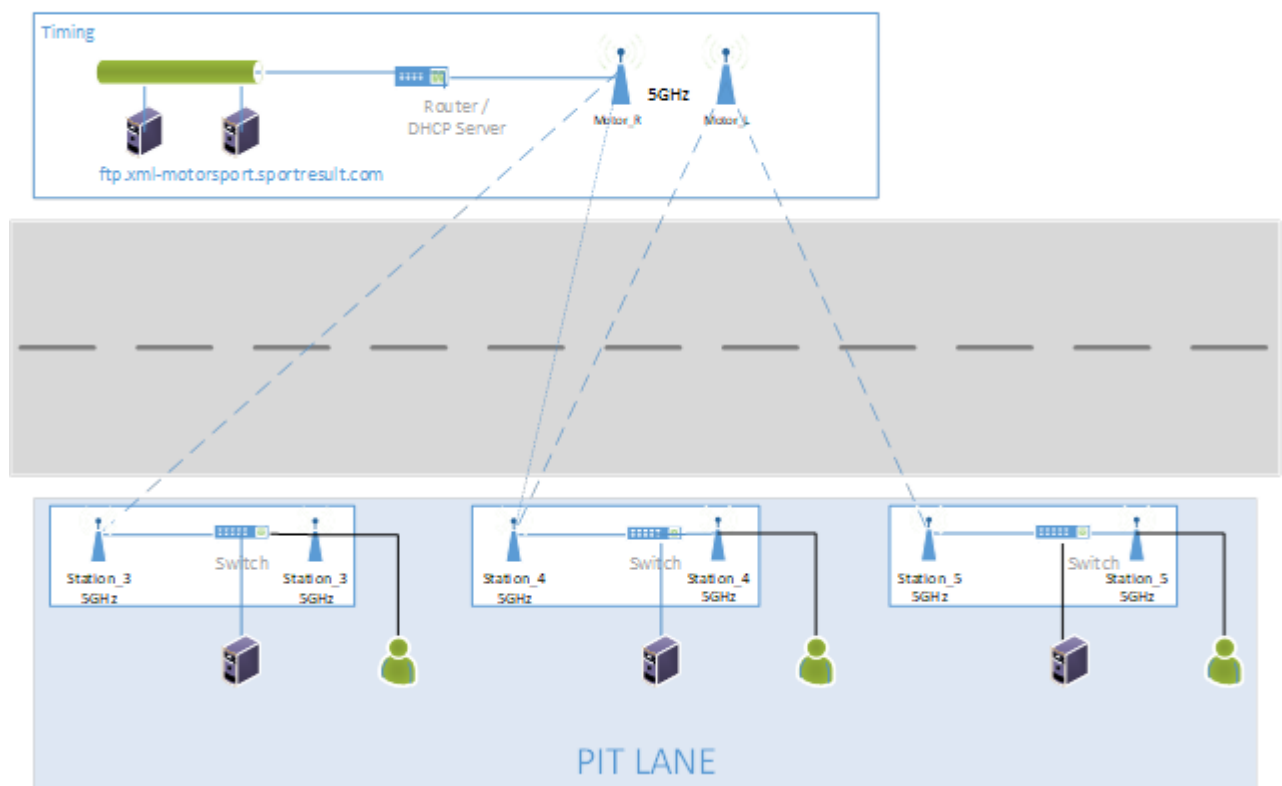 Timing
5GHz
Motor_R
Motor_L
Router /
DHCP Server
ftp.xml-motorsport.sportresult.com
Station_3
5GHz
Switch
Station_3
5GHz
Station_4
5GHz
Switch
Station_4
5GHz
Station_5
5GHz
Switch
Station_5
5GHz
PIT LANE